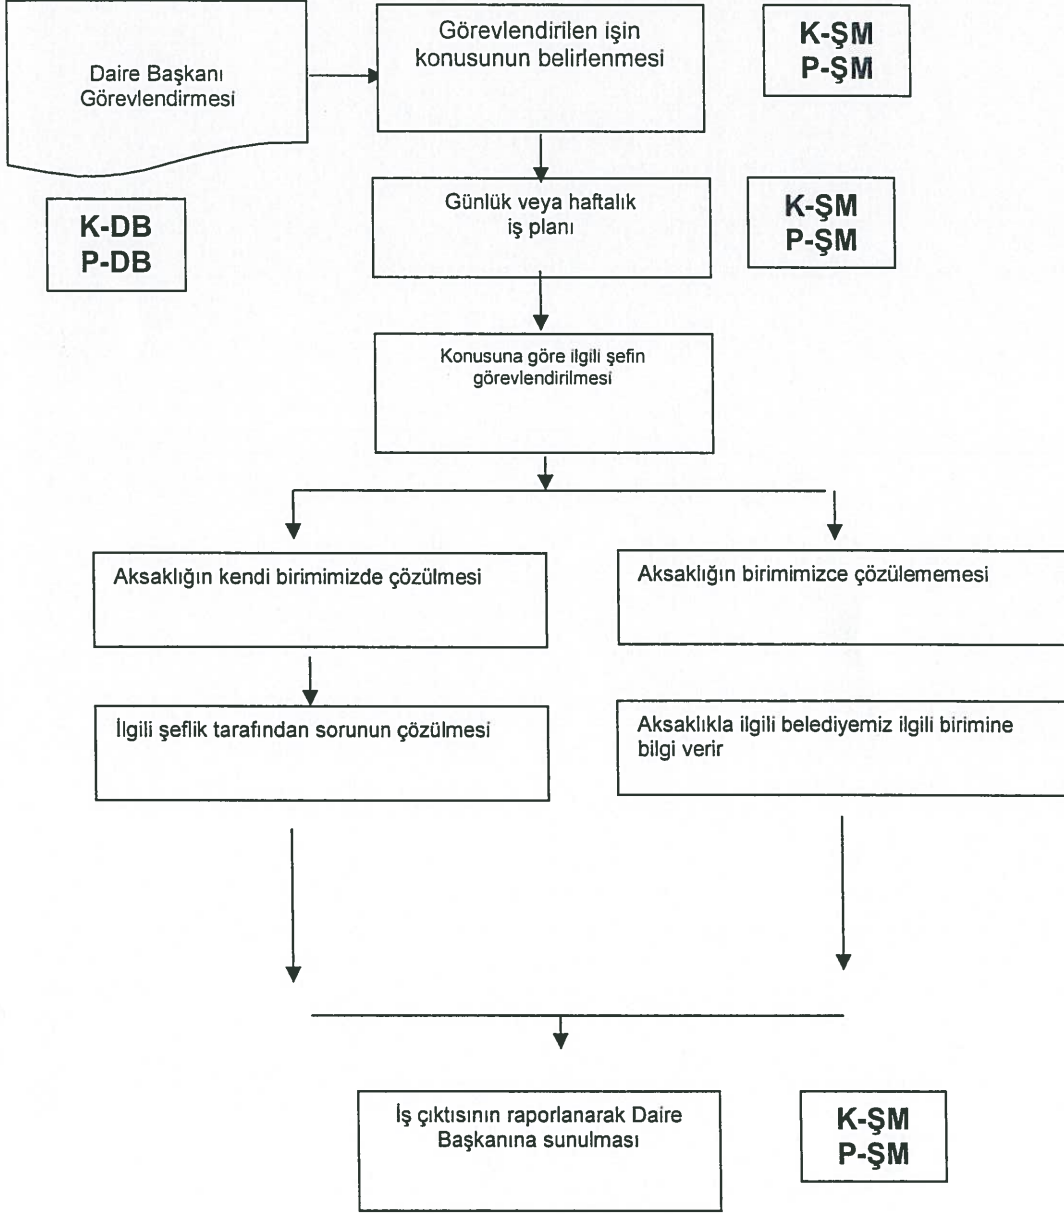 Daire Başkanı
Görevlendirmesi
Görevlendirilen işin
konusunun belirlenmesi
K-ŞM
P-ŞM
K-DB
P-DB
Günlük veya haftalık
iş planı
K-ŞM
P-ŞM
Konusuna göre ilgili şefin
görevlendirilmesi
Aksaklığın kendi birimimizde çözülmesi
Aksaklığın birimimizce çözülememesi
İlgili şeflik tarafından sorunun çözülmesi
Aksaklıkla ilgili belediyemiz ilgili birimine
bilgi verir
İş çıktısının raporlanarak Daire
Başkanına sunulması
K-ŞM
P-ŞM